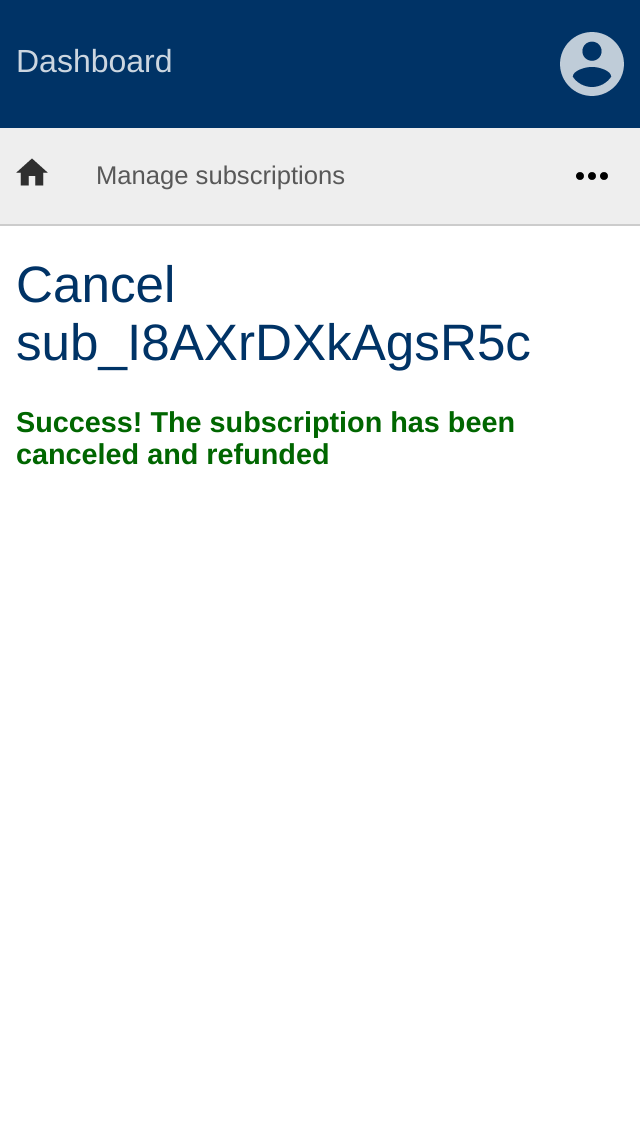 Dashboard
Manage subscriptions
Cancel
sub_I8AXrDXkAgsR5c
Success! The subscription has been
canceled and refunded